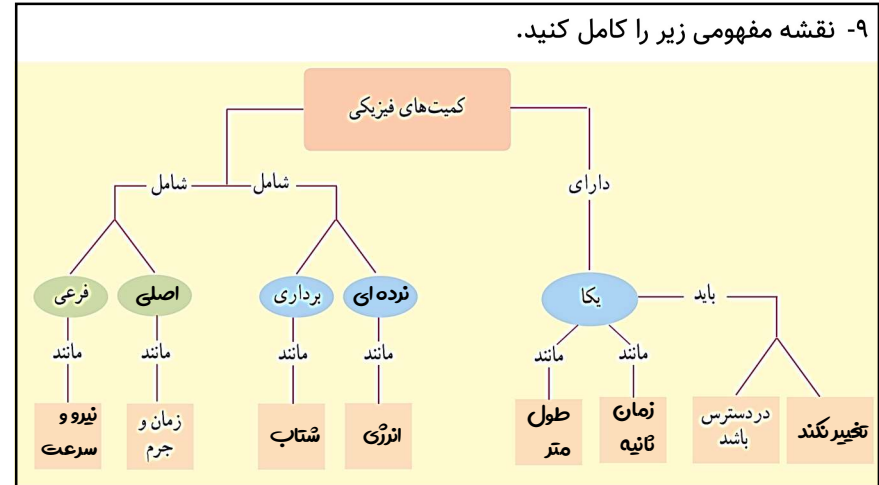 ۹- نقشه مفهومی زیر را کامل کنید.
کمیت‌های فیزیکی
دارای
شامل
شامل
یکا
باید
نرده ای
برداری
اصلی
فرعی
مانند
مانند
مانند
مانند
مانند
مانند
تغییر نکند
در دسترس
باشد
زمان
ثانیه
طول
متر
انرژی
شتاب
زمان و
جرم
نیرو و
سرعت